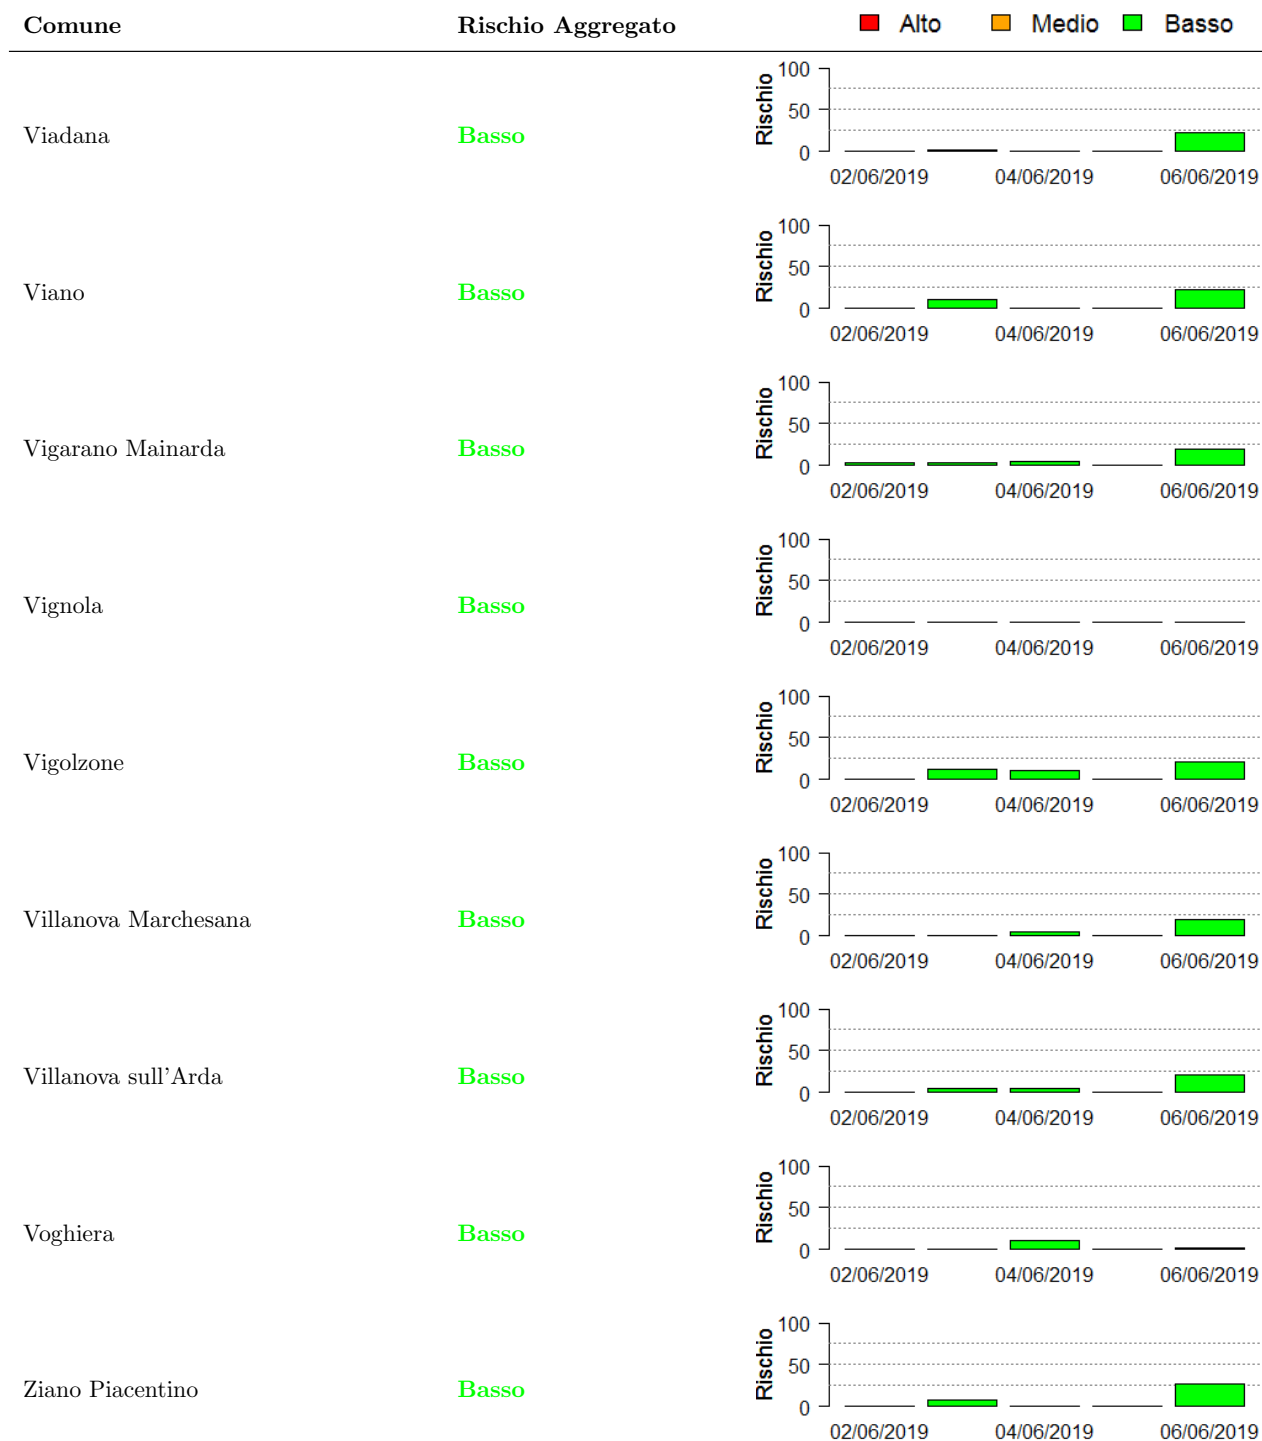 Comune Rischio Aggregato Alto Medio Basso
Viadana Basso Rischio 100 50 0
02/06/2019 04/06/2019 06/06/2019
Viano Basso Rischio 100 50 0
02/06/2019 04/06/2019 06/06/2019
Vigarano Mainarda Basso Rischio 100 50 0
02/06/2019 04/06/2019 06/06/2019
Vignola Basso Rischio 100 50 0
02/06/2019 04/06/2019 06/06/2019
Vigolzone Basso Rischio 100 50 0
02/06/2019 04/06/2019 06/06/2019
Villanova Marchesana Basso Rischio 100 50 0
02/06/2019 04/06/2019 06/06/2019
Villanova sull'Arda Basso Rischio 100 50 0
02/06/2019 04/06/2019 06/06/2019
Voghiera Basso Rischio 100 50 0
02/06/2019 04/06/2019 06/06/2019
Ziano Piacentino Basso Rischio 100 50 0
02/06/2019 04/06/2019 06/06/2019